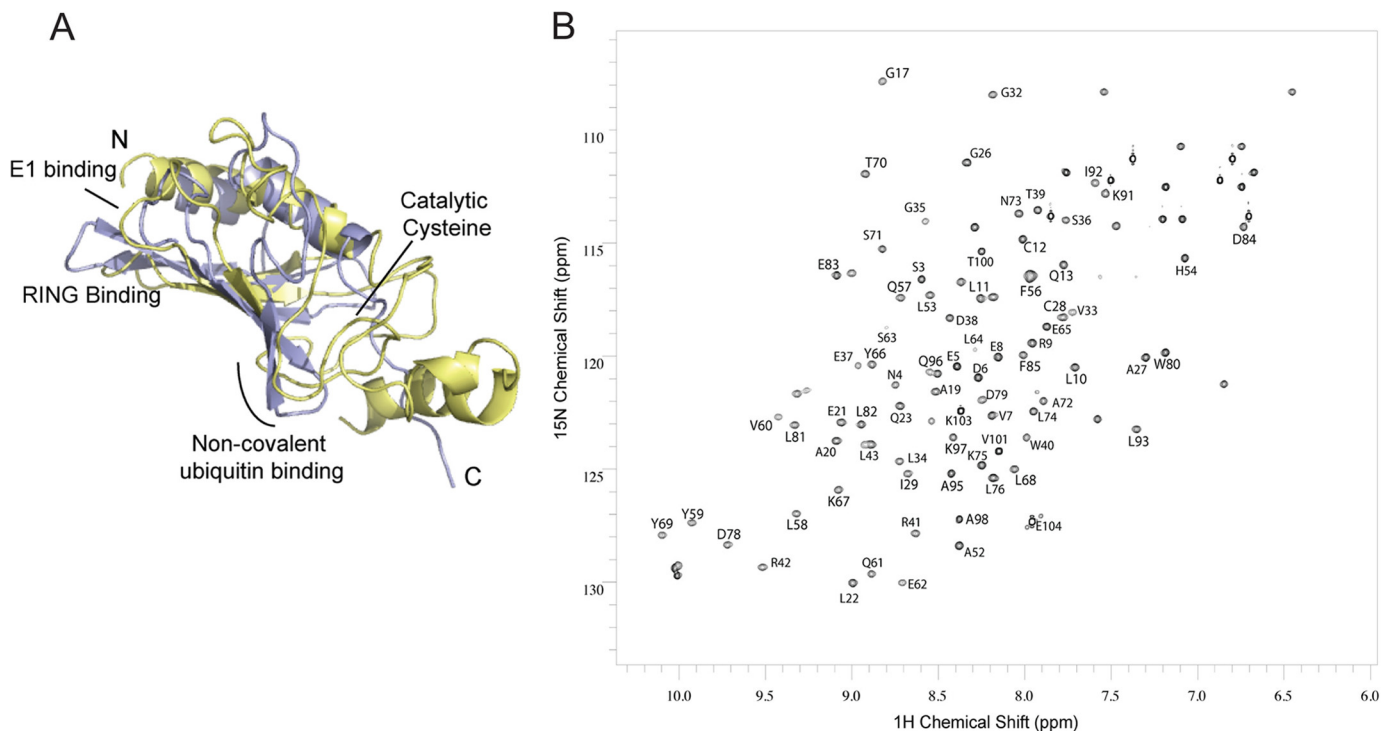 A
N
E1 binding
Catalytic
Cysteine
RING Binding
Non-covalent
ubiquitin binding
C
B
G17
G32
110
T70
G26
I92
K91
G35
N73
T39
S36
D84
115
S71
C12
E83
S3
T100
Q13
H54
Q57
L53
L11
F56
C28
V33
D38
E65
S63
L64
R9
120
E37
Y66
Q96
E5
E8
F85
A27
W80
N4
D6
L10
A19
D79
A72
V60
E21
L82
Q23
K103
V7
L74
L81
A20
L43
K97
V101
W40
L93
L34
K75
125
I29
A95
L76
L68
K67
Y69
Y59
L58
A98
E104
D78
R41
R42
Q61
A52
130
L22
E62
15N Chemical Shift (ppm)
10.0 9.5 9.0 8.5 8.0 7.5 7.0 6.5 6.0
1H Chemical Shift (ppm)